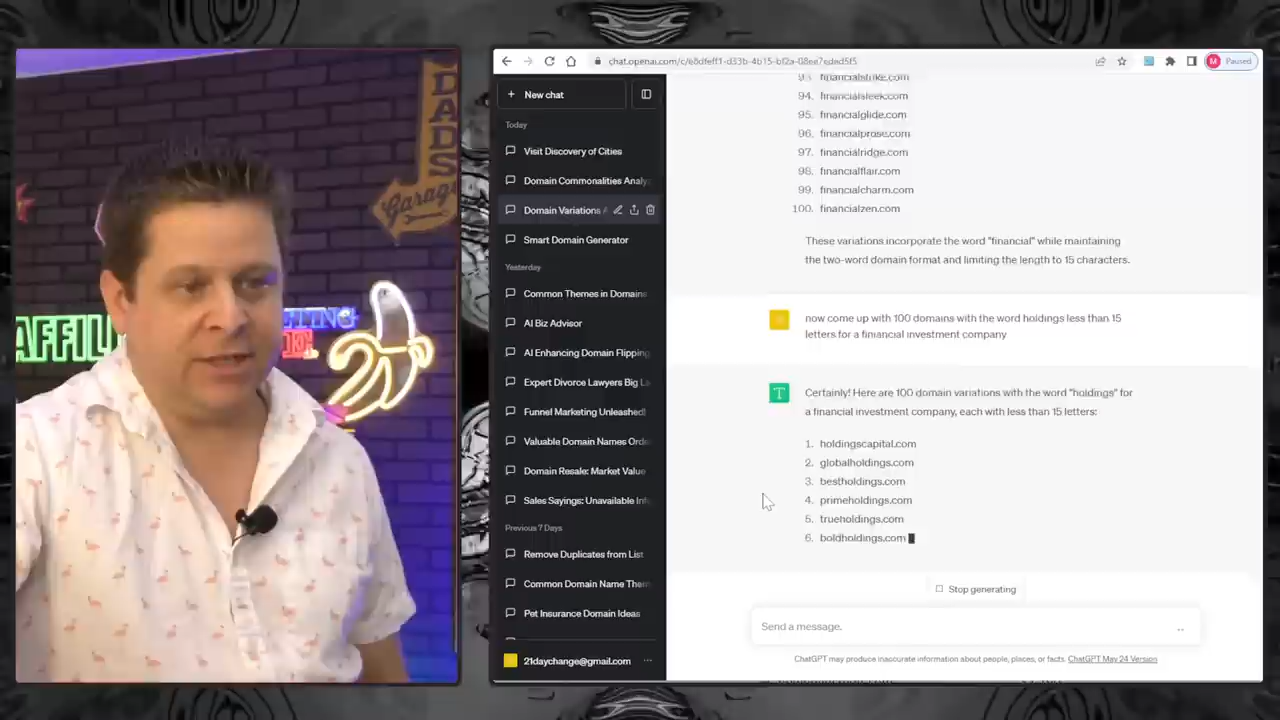 DADS
Garage
AFFILI
ETING
chat.openai.com/c/e8dfeff1-d33b-4b15-bf2a-08ee7eded5f5
M Paused
+ New chat
Today
Visit Discovery of Cities
Domain Commonalities Analys
Domain Variations A
Smart Domain Generator
Yesterday
Common Themes in Domains
AI Biz Advisor
AI Enhancing Domain Flipping
Expert Divorce Lawyers Big La
Funnel Marketing Unleashed!
Valuable Domain Names Orde
Domain Resale: Market Value
Sales Sayings: Unavailable Inf
Previous 7 Days
Remove Duplicates from List
Common Domain Name Them
Pet Insurance Domain Ideas
21daychange@gmail.com ...
93. financialstrike.com
94. financialsleek.com
95. financialglide.com
96. financialprose.com
97. financialridge.com
98. financialflair.com
99. financialcharm.com
100. financialzen.com
These variations incorporate the word "financial" while maintaining
the two-word domain format and limiting the length to 15 characters.
now come up with 100 domains with the word holdings less than 15
letters for a financial investment company
T
Certainly! Here are 100 domain variations with the word "holdings" for
a financial investment company, each with less than 15 letters:
1. holdingscapital.com
2. globalholdings.com
3. bestholdings.com
4. primeholdings.com
5. trueholdings.com
6. boldholdings.com
Stop generating
Send a message.
ChatGPT may produce inaccurate information about people, places, or facts. ChatGPT May 24 Version